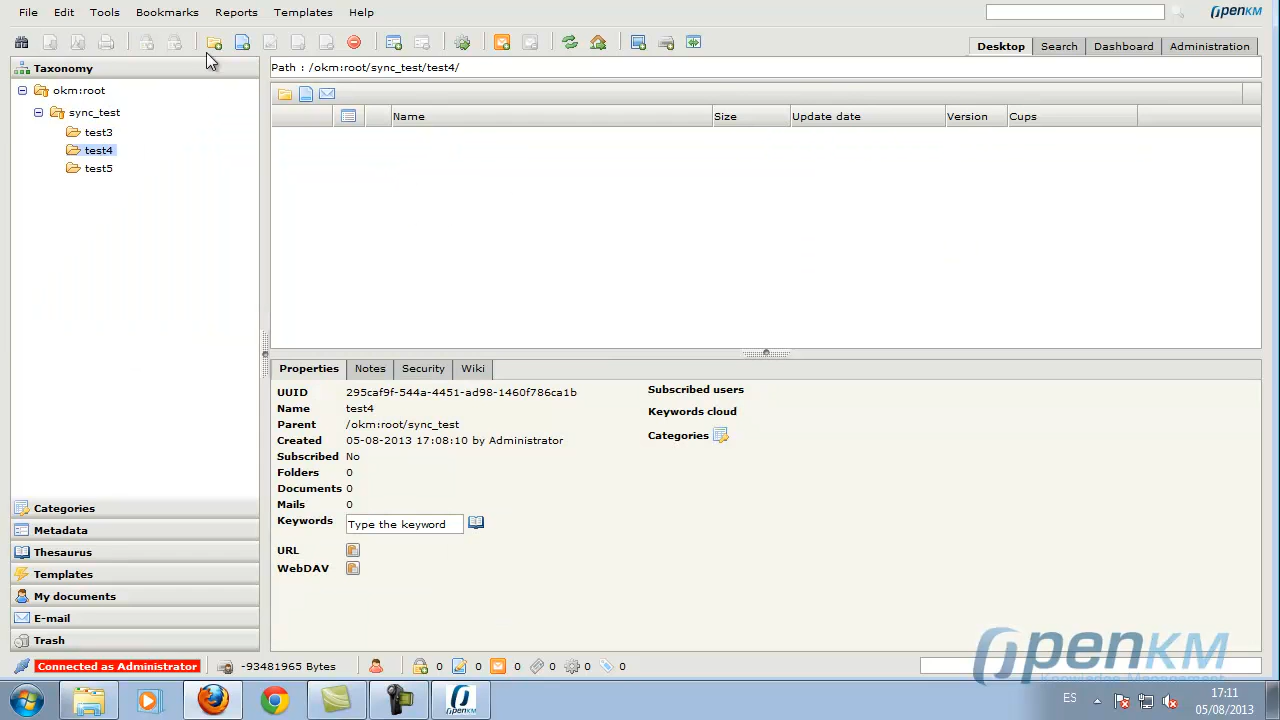 File Edit Tools Bookmarks Reports Templates Help
openKM
Desktop Search Dashboard Administration
Taxonomy
Path : /okm:root/sync_test/test4/
okm:root
sync_test
test3
test4
test5
Name Size Update date Version Cups
Properties Notes Security Wiki
UUID 295caf9f-544a-4451-ad98-1460f786ca1b
Name test4
Parent /okm:root/sync_test
Created 05-08-2013 17:08:10 by Administrator
Subscribed No
Folders 0
Documents 0
Mails 0
Keywords Type the keyword
URL
WebDAV
Subscribed users
Keywords cloud
Categories
Categories
Metadata
Thesaurus
Templates
My documents
E-mail
Trash
Connected as Administrator -93481965 Bytes 0 0 0 0 0 0
openKM
Knowledge Management
OPENKM
ES 17:11
05/08/2013